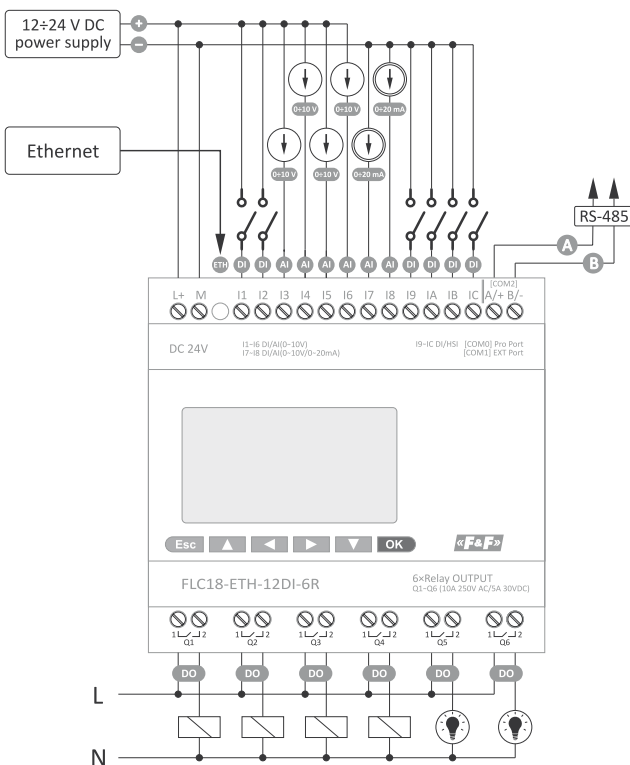 12÷24 V DC
power supply
+
−
0÷10 V 0÷10 V 0÷20 mA
Ethernet
0÷10 V 0÷10 V 0÷20 mA
RS-485
A
B
ETH DI DI AI AI AI AI AI AI DI DI DI DI
[COM2]
L+ M I1 I2 I3 I4 I5 I6 I7 I8 I9 IA IB IC A/+ B/-
DC 24V
I1-I6 DI/AI(0-10V)
I7-I8 DI/AI(0-10V/0-20mA)
I9-IC DI/HSI [COM0] Pro Port
[COM1] EXT Port
Esc ▲ ◀ ▶ ▼ OK
«F&F»
FLC18-ETH-12DI-6R
6×Relay OUTPUT
Q1-Q6 (10A 250V AC/5A 30VDC)
1 2 1 2 1 2 1 2 1 2 1 2
Q1 Q2 Q3 Q4 Q5 Q6
DO DO DO DO DO DO
L
N